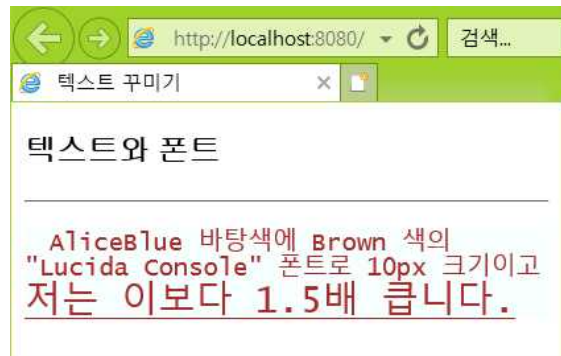 http://localhost:8080/ 검색...
텍스트 꾸미기
텍스트와 폰트
AliceBlue 바탕색에 Brown 색의
"Lucida Console" 폰트로 10px 크기이고
저는 이보다 1.5배 큽니다.